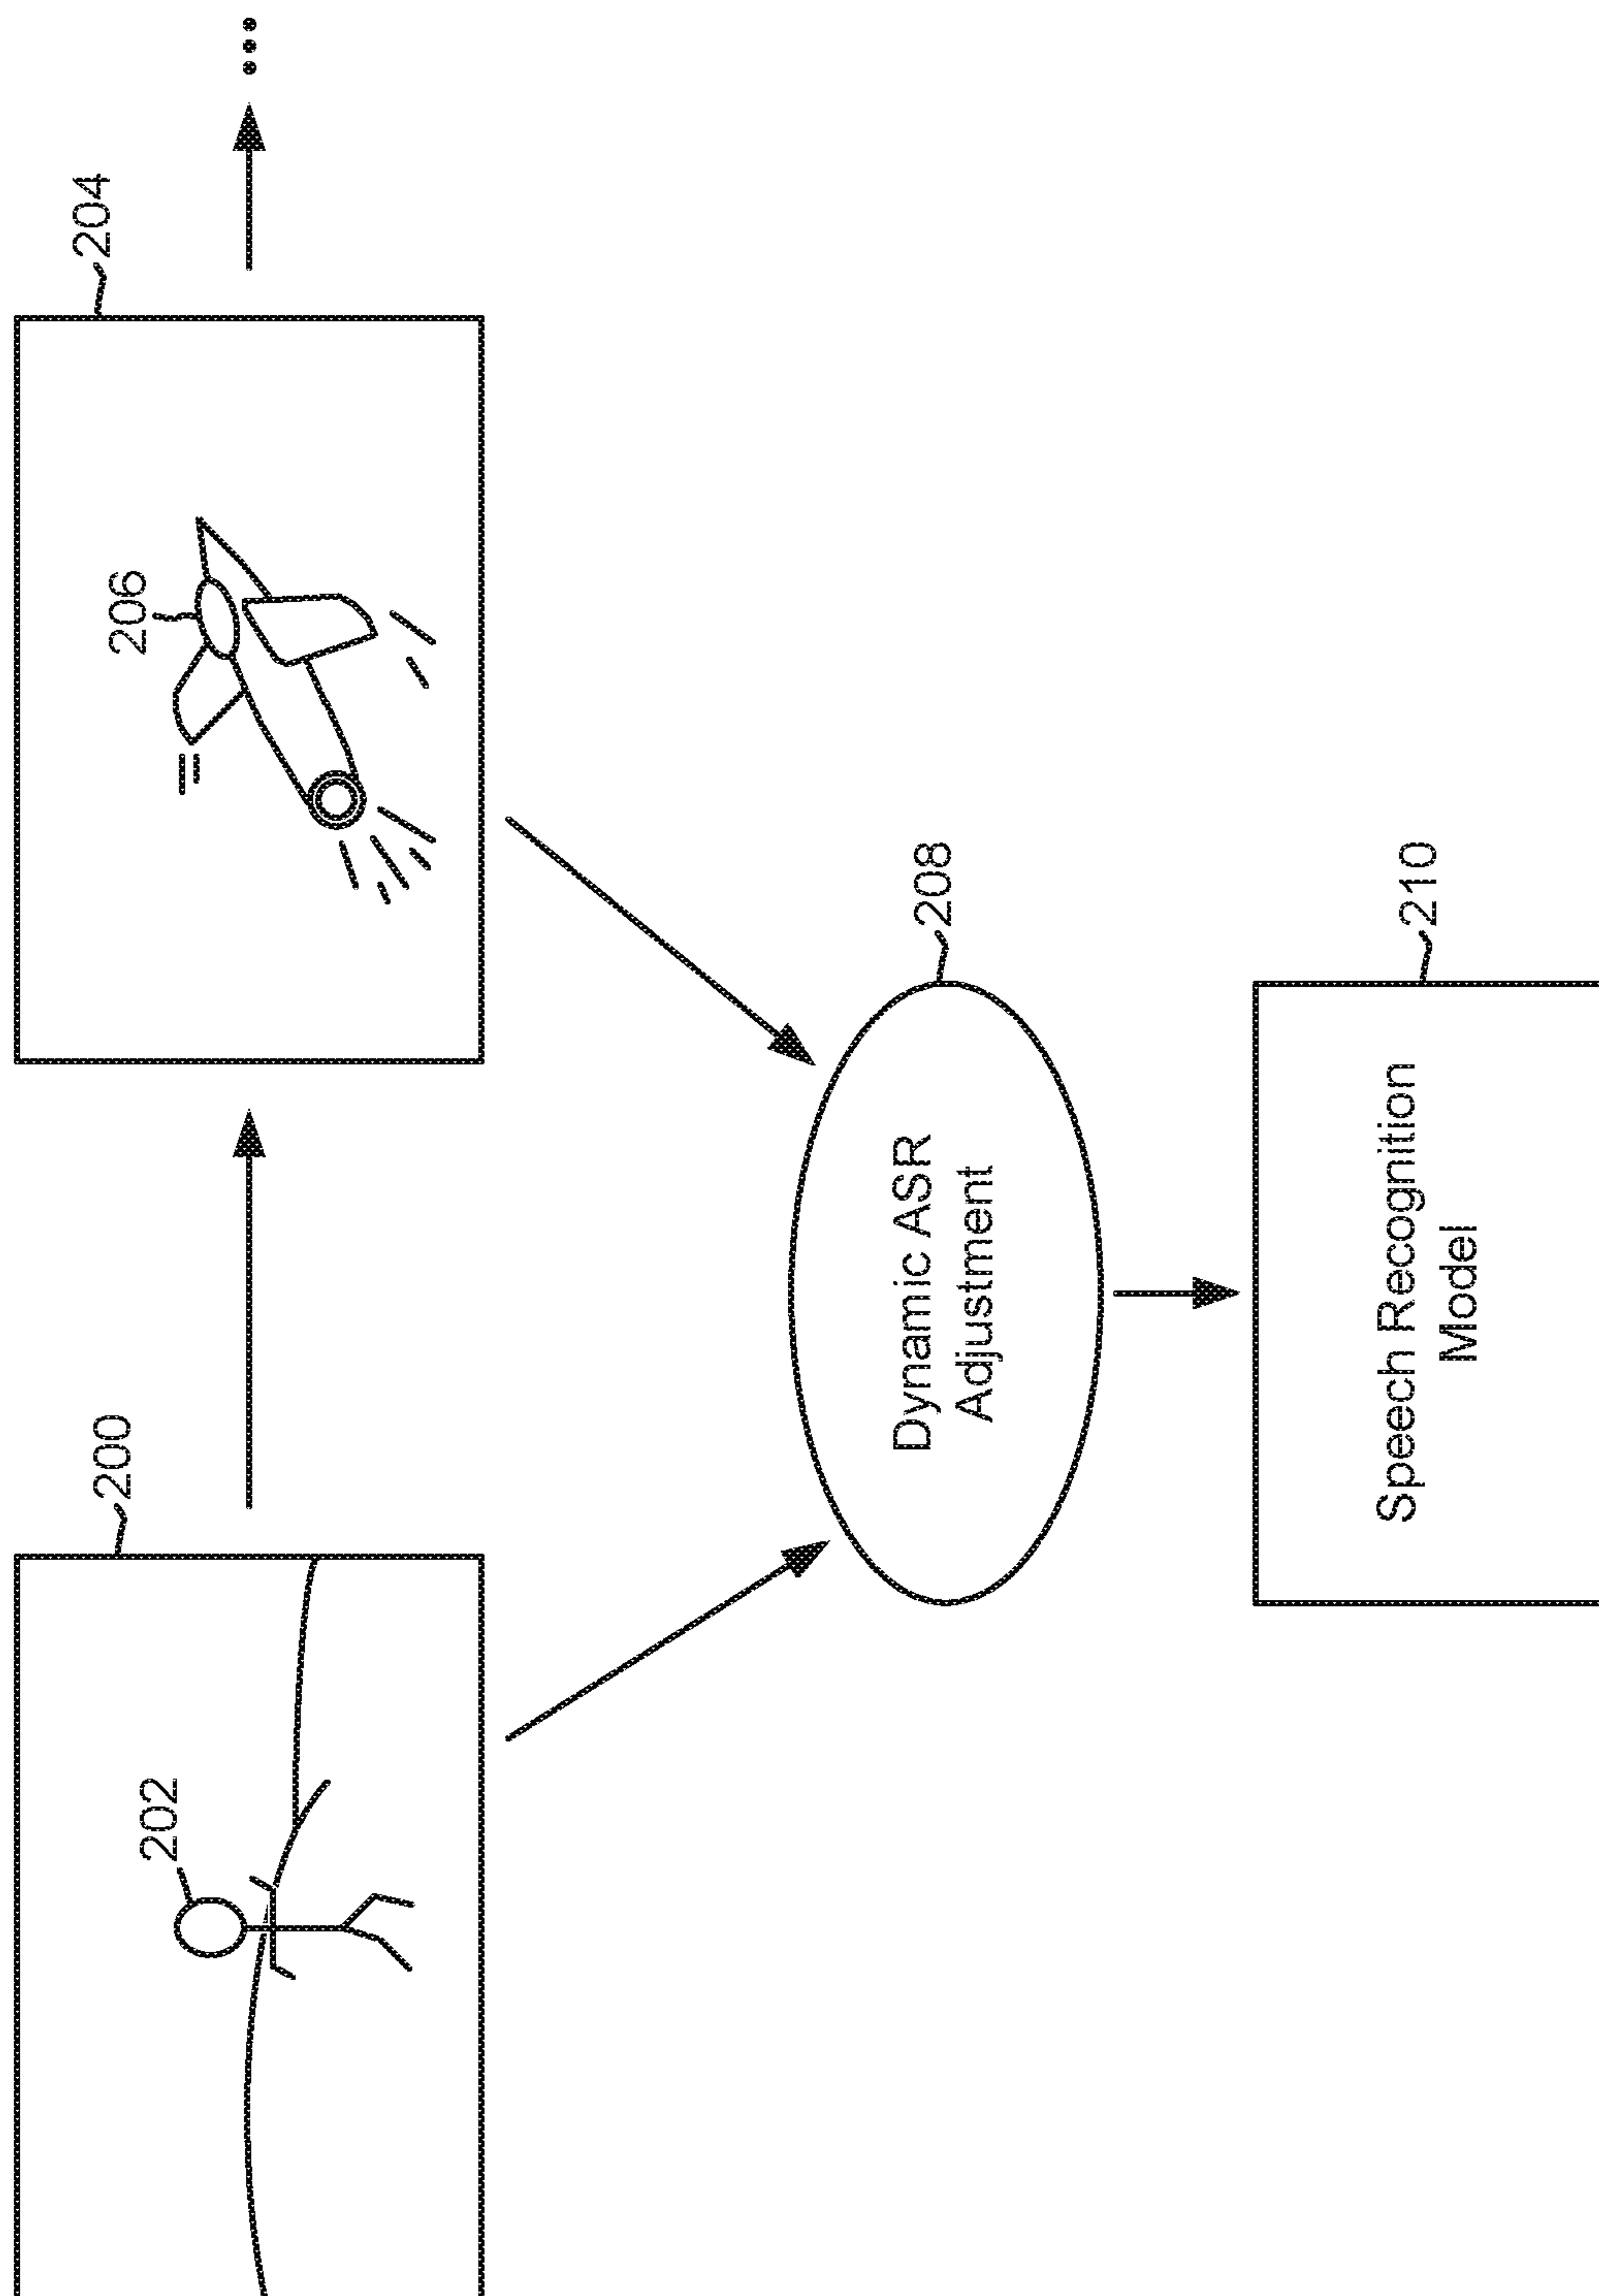 200
202
204
206
Dynamic ASR
Adjustment
208
Speech Recognition
Model
210